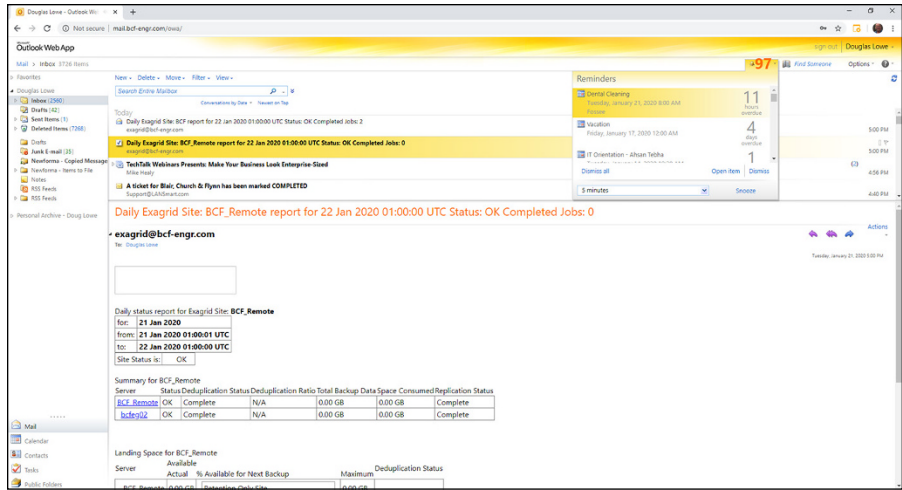 Douglas Lowe - Outlook We
Not secure | mail.bcf-engr.com/owa/
Outlook Web App
sign out Douglas Lowe
Mail > Inbox 3726 Items
97 Find Someone Options
Favorites
Douglas Lowe
Inbox (2560)
Drafts [42]
Sent Items (1)
Deleted Items (7268)
Drafts
Junk E-mail [35]
Newforma - Copied Message
Newforma - Items to File
Notes
RSS Feeds
RSS Feeds
Personal Archive - Doug Lowe
New Delete Move Filter View
Search Entire Mailbox
Conversations by Date Newest on Top
Today
Daily Exagrid Site: BCF report for 22 Jan 2020 01:00:00 UTC Status: OK Completed Jobs: 2
exagrid@bcf-engr.com 5:00 PM
Daily Exagrid Site: BCF_Remote report for 22 Jan 2020 01:00:00 UTC Status: OK Completed Jobs: 0
exagrid@bcf-engr.com 5:00 PM
TechTalk Webinars Presents: Make Your Business Look Enterprise-Sized (2)
Mike Healy 4:56 PM
A ticket for Blair, Church & Flynn has been marked COMPLETED
Support@LANSmart.com 4:40 PM
Reminders
Dental Cleaning
Tuesday, January 21, 2020 8:00 AM
11 hours overdue
Vacation
Friday, January 17, 2020 12:00 AM
4 days overdue
IT Orientation - Ahsan
1
Dismiss all Open item Dismiss
5 minutes Snooze
Daily Exagrid Site: BCF_Remote report for 22 Jan 2020 01:00:00 UTC Status: OK Completed Jobs: 0
exagrid@bcf-engr.com
Actions
To: Douglas Lowe
Tuesday, January 21, 2020 5:00 PM
Daily status report for Exagrid Site: BCF_Remote
for: 21 Jan 2020
from: 21 Jan 2020 01:00:01 UTC
to: 22 Jan 2020 01:00:00 UTC
Site Status is: OK
Summary for BCF_Remote
Server Status Deduplication Status Deduplication Ratio Total Backup Data Space Consumed Replication Status
BCF_Remote OK Complete N/A 0.00 GB 0.00 GB Complete
bcfeg02 OK Complete N/A 0.00 GB 0.00 GB Complete
Landing Space for BCF_Remote
Available
Server Actual % Available for Next Backup Maximum Deduplication Status
BCF_Remote 0.00 GB Retention Only Site 0.00 GB
Mail
Calendar
Contacts
Tasks
Public Folders